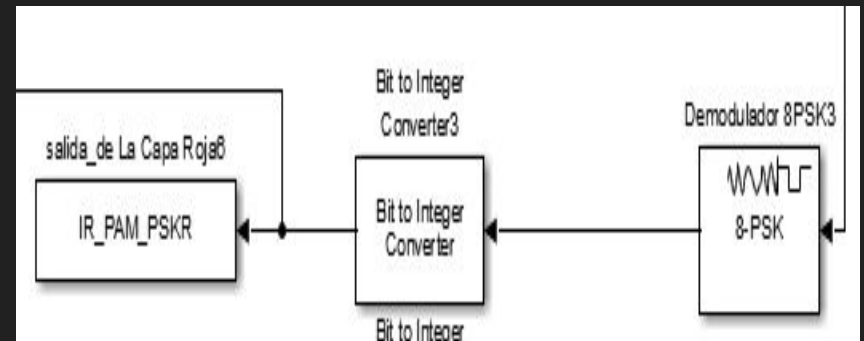 Bit to Integer
Converter3
Demodulador 8PSK3
salida_de La Capa Roja6
IR_PAM_PSKR
Bit to Integer
Converter
8-PSK
Bit to Integer